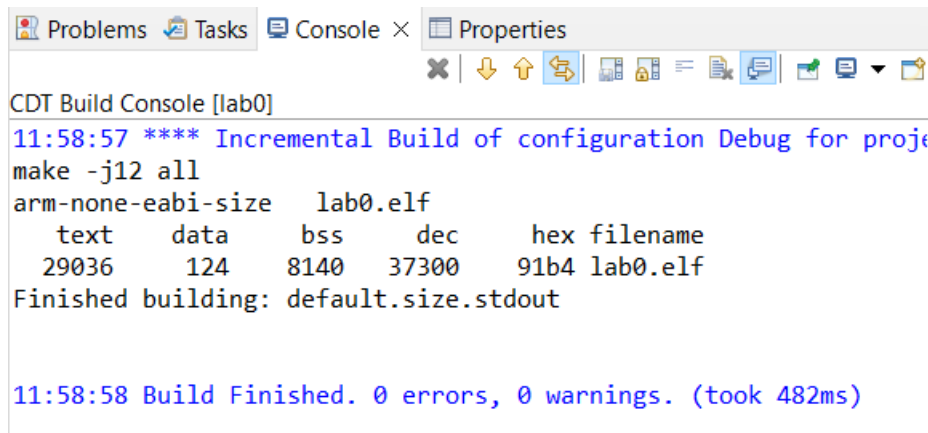 Problems Tasks Console Properties
CDT Build Console [lab0]
11:58:57 **** Incremental Build of configuration Debug for proje
make -j12 all
arm-none-eabi-size   lab0.elf
   text    data     bss     dec     hex filename
  29036     124    8140   37300    91b4 lab0.elf
Finished building: default.size.stdout
11:58:58 Build Finished. 0 errors, 0 warnings. (took 482ms)